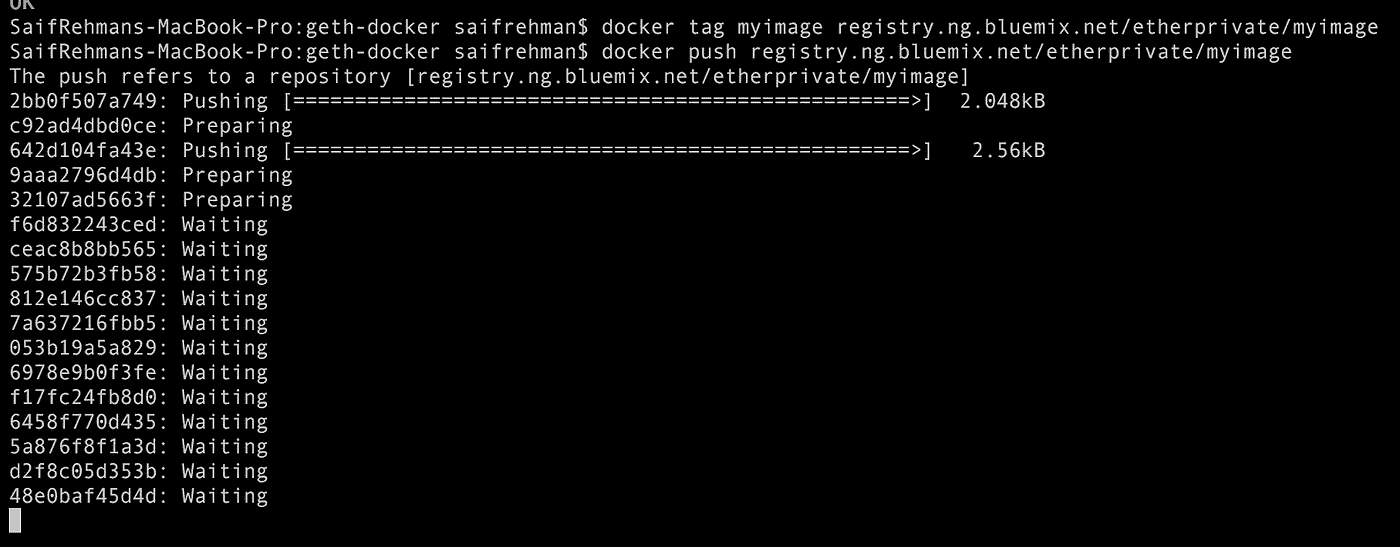 OK
SaifRehmans-MacBook-Pro:geth-docker saifrehman$ docker tag myimage registry.ng.bluemix.net/etherprivate/myimage
SaifRehmans-MacBook-Pro:geth-docker saifrehman$ docker push registry.ng.bluemix.net/etherprivate/myimage
The push refers to a repository [registry.ng.bluemix.net/etherprivate/myimage]
2bb0f507a749: Pushing [==================================================>]  2.048kB
c92ad4dbd0ce: Preparing
642d104fa43e: Pushing [==================================================>]   2.56kB
9aaa2796d4db: Preparing
32107ad5663f: Preparing
f6d832243ced: Waiting
ceac8b8bb565: Waiting
575b72b3fb58: Waiting
812e146cc837: Waiting
7a637216fbb5: Waiting
053b19a5a829: Waiting
6978e9b0f3fe: Waiting
f17fc24fb8d0: Waiting
6458f770d435: Waiting
5a876f8f1a3d: Waiting
d2f8c05d353b: Waiting
48e0baf45d4d: Waiting